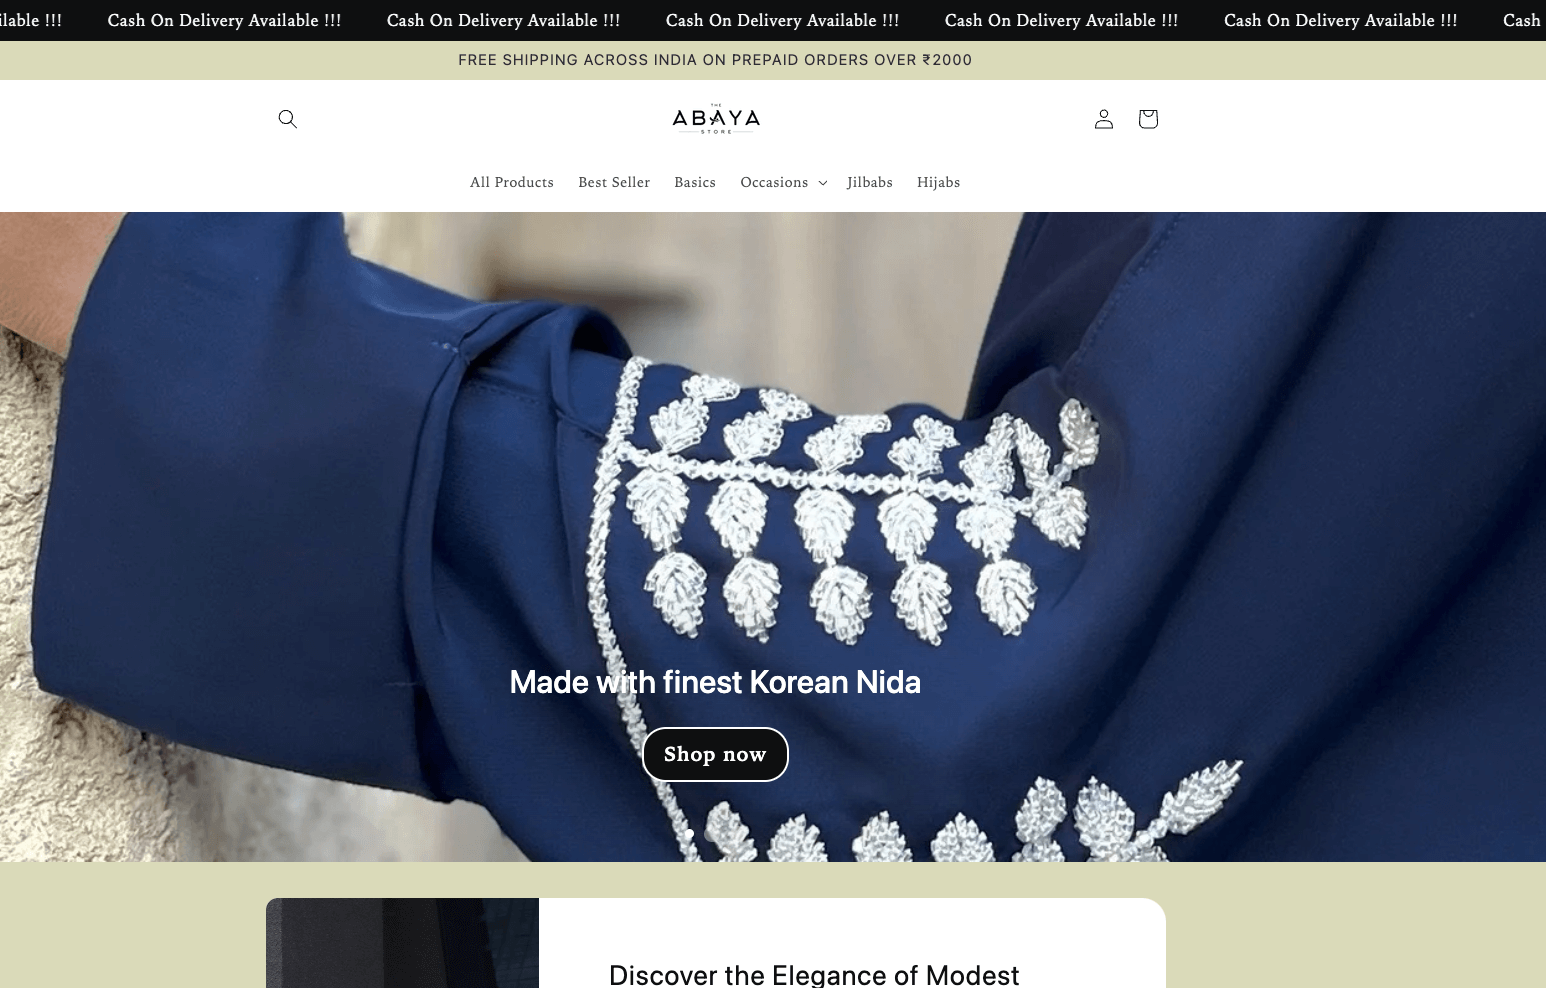 Cash On Delivery Available !!! Cash On Delivery Available !!! Cash On Delivery Available !!! Cash On Delivery Available !!! Cash On Delivery Available !!! Cash
FREE SHIPPING ACROSS INDIA ON PREPAID ORDERS OVER ₹2000
THE
ABAYA
STORE
All Products Best Seller Basics Occasions Jilbabs Hijabs
Made with finest Korean Nida
Shop now
Discover the Elegance of Modest